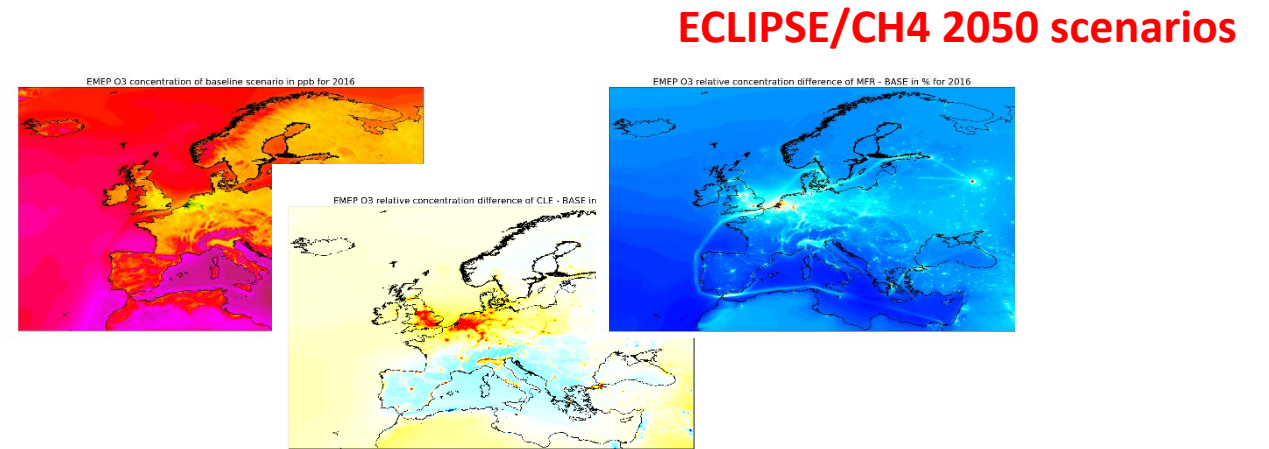 ECLIPSE/CH4 2050 scenarios
EMEP O3 concentration of baseline scenario in ppb for 2016
EMEP O3 relative concentration difference of MFR - BASE in % for 2016
EMEP O3 relative concentration difference of CLE - BASE in